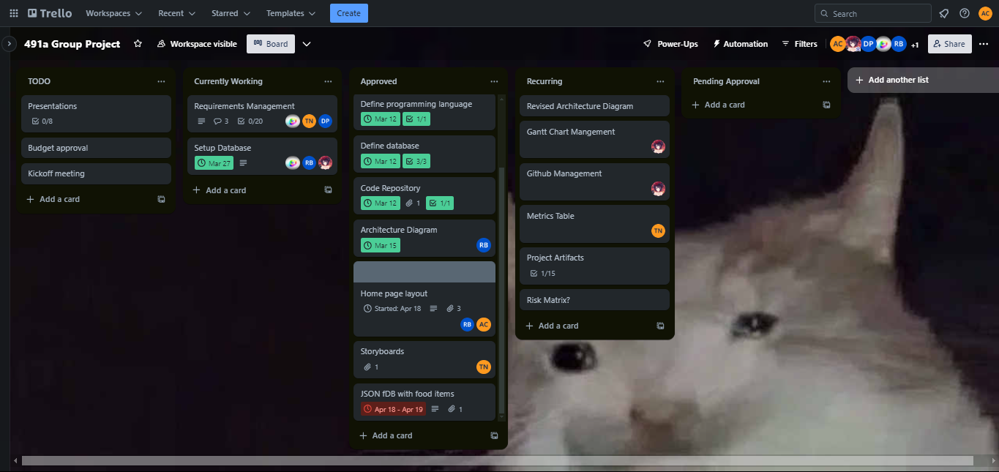 Trello
Workspaces
Recent
Starred
Templates
Create
Search
AC
491a Group Project
Workspace visible
Board
Power-Ups
Automation
Filters
AC
DP
RB
+1
Share
TODO
Presentations
0/8
Budget approval
Kickoff meeting
Add a card
Currently Working
Requirements Management
3
0/20
TN
DP
Setup Database
Mar 27
RB
Add a card
Approved
Define programming language
Mar 12
1/1
Define database
Mar 12
3/3
Code Repository
Mar 12
1
1/1
Architecture Diagram
Mar 15
RB
Home page layout
Started: Apr 18
3
RB
AC
Storyboards
1
TN
JSON fDB with food items
Apr 18 - Apr 19
1
Add a card
Recurring
Revised Architecture Diagram
Gantt Chart Mangement
Github Management
Metrics Table
TN
Project Artifacts
1/15
Risk Matrix?
Add a card
Pending Approval
Add a card
Add another list